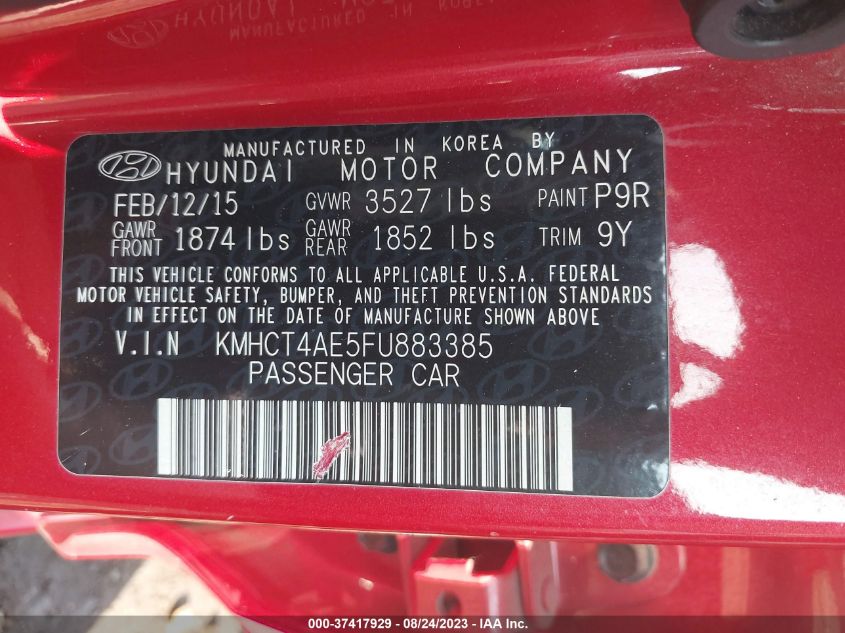 MANUFACTURED IN KOREA BY
HYUNDAI MOTOR COMPANY
FEB/12/15 GVWR 3527 lbs PAINT P9R
GAWR FRONT 1874 lbs GAWR REAR 1852 lbs TRIM 9Y
THIS VEHICLE CONFORMS TO ALL APPLICABLE U.S.A. FEDERAL
MOTOR VEHICLE SAFETY, BUMPER, AND THEFT PREVENTION STANDARDS
IN EFFECT ON THE DATE OF MANUFACTURE SHOWN ABOVE
V.I.N KMHCT4AE5FU883385
PASSENGER CAR
000-37417929 - 08/24/2023 - IAAI.com